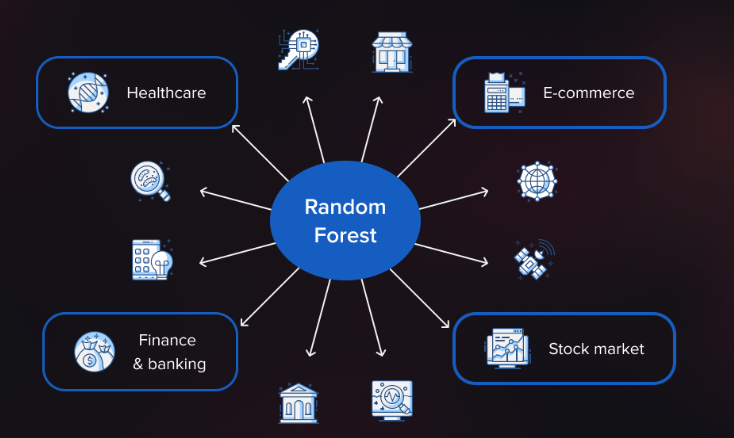 Healthcare
E-commerce
Random
Forest
Finance
& banking
Stock market